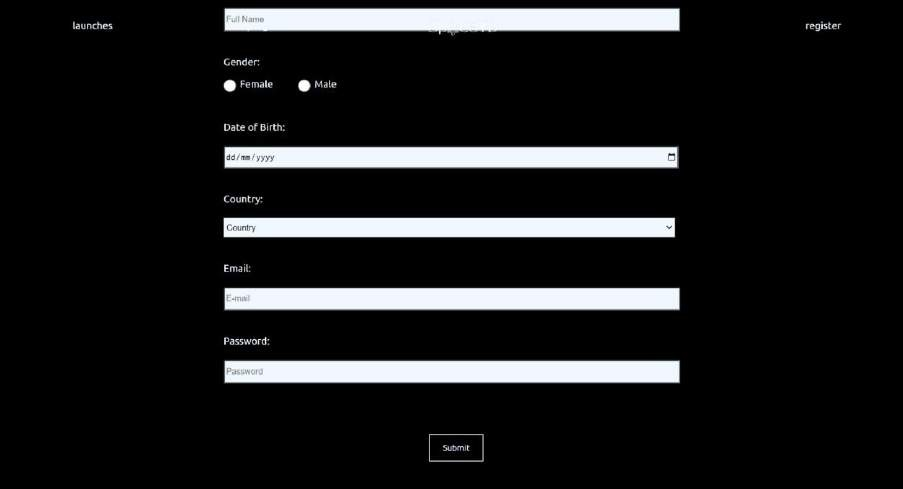 launches
Full Name
register
Gender:
Female Male
Date of Birth:
dd/mm/yyyy
Country:
Country
Email:
E-mail
Password:
Password
Submit